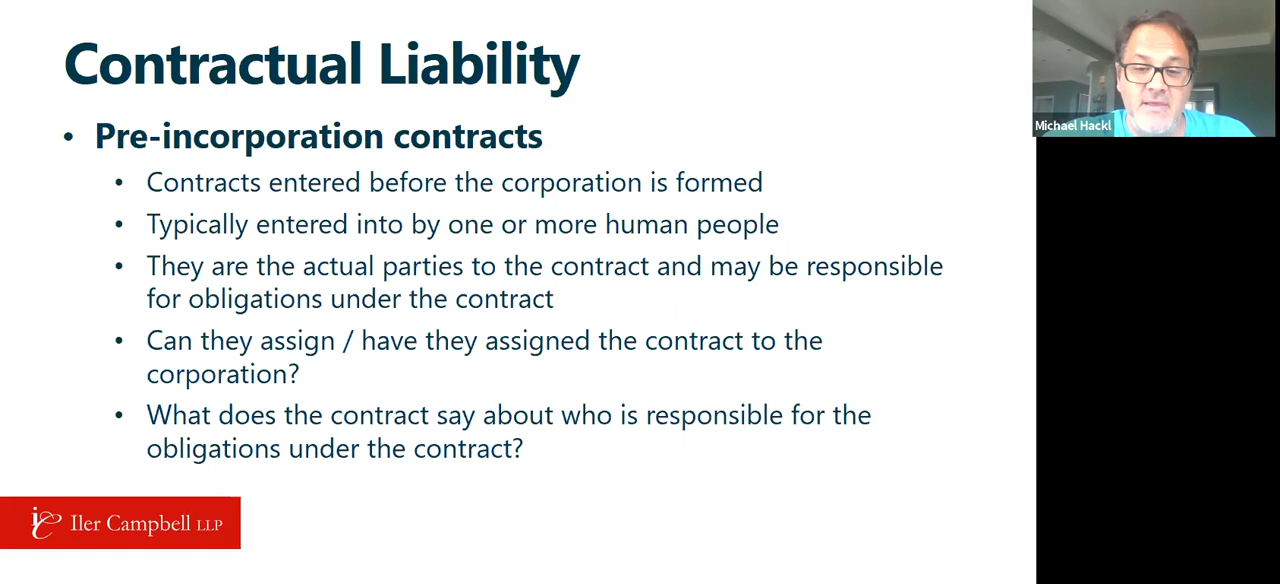 Contractual Liability
• Pre-incorporation contracts
• Contracts entered before the corporation is formed
• Typically entered into by one or more human people
• They are the actual parties to the contract and may be responsible
for obligations under the contract
• Can they assign / have they assigned the contract to the
corporation?
• What does the contract say about who is responsible for the
obligations under the contract?
ic Iler Campbell LLP
Michael Hackl